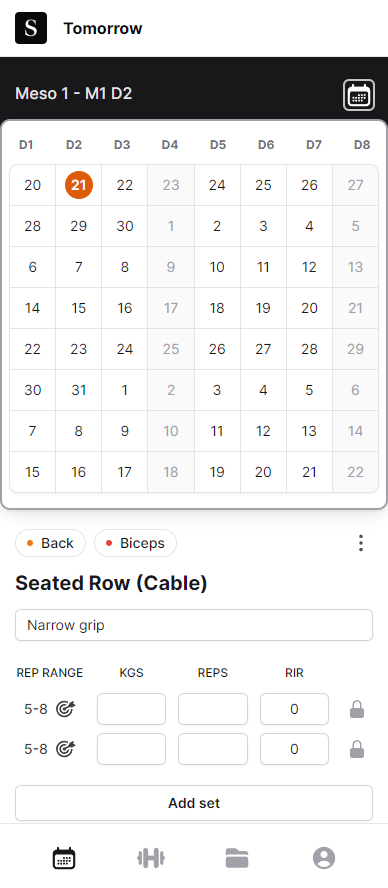 S Tomorrow
Meso 1 - M1 D2
D1 D2 D3 D4 D5 D6 D7 D8
20 21 22 23 24 25 26 27
28 29 30 1 2 3 4 5
6 7 8 9 10 11 12 13
14 15 16 17 18 19 20 21
22 23 24 25 26 27 28 29
30 31 1 2 3 4 5 6
7 8 9 10 11 12 13 14
15 16 17 18 19 20 21 22
Back Biceps
Seated Row (Cable)
Narrow grip
REP RANGE KGS REPS RIR
5-8 0
5-8 0
Add set